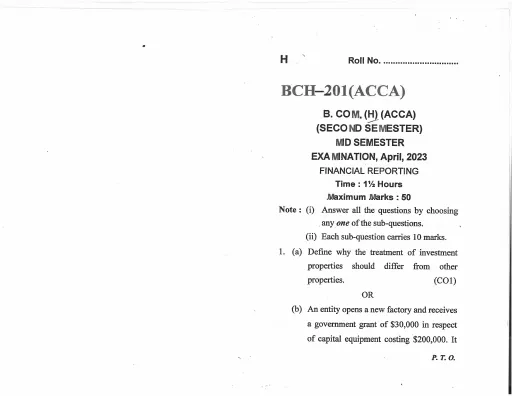 H Roll No. ................................
BCH–201(ACCA)
B. COM. (H) (ACCA)
(SECOND SEMESTER)
MID SEMESTER
EXAMINATION, April, 2023
FINANCIAL REPORTING
Time : 1½ Hours
Maximum Marks : 50
Note : (i) Answer all the questions by choosing
any one of the sub-questions.
(ii) Each sub-question carries 10 marks.
1. (a) Define why the treatment of investment
properties should differ from other
properties. (CO1)
OR
(b) An entity opens a new factory and receives
a government grant of $30,000 in respect
of capital equipment costing $200,000. It
P. T. O.